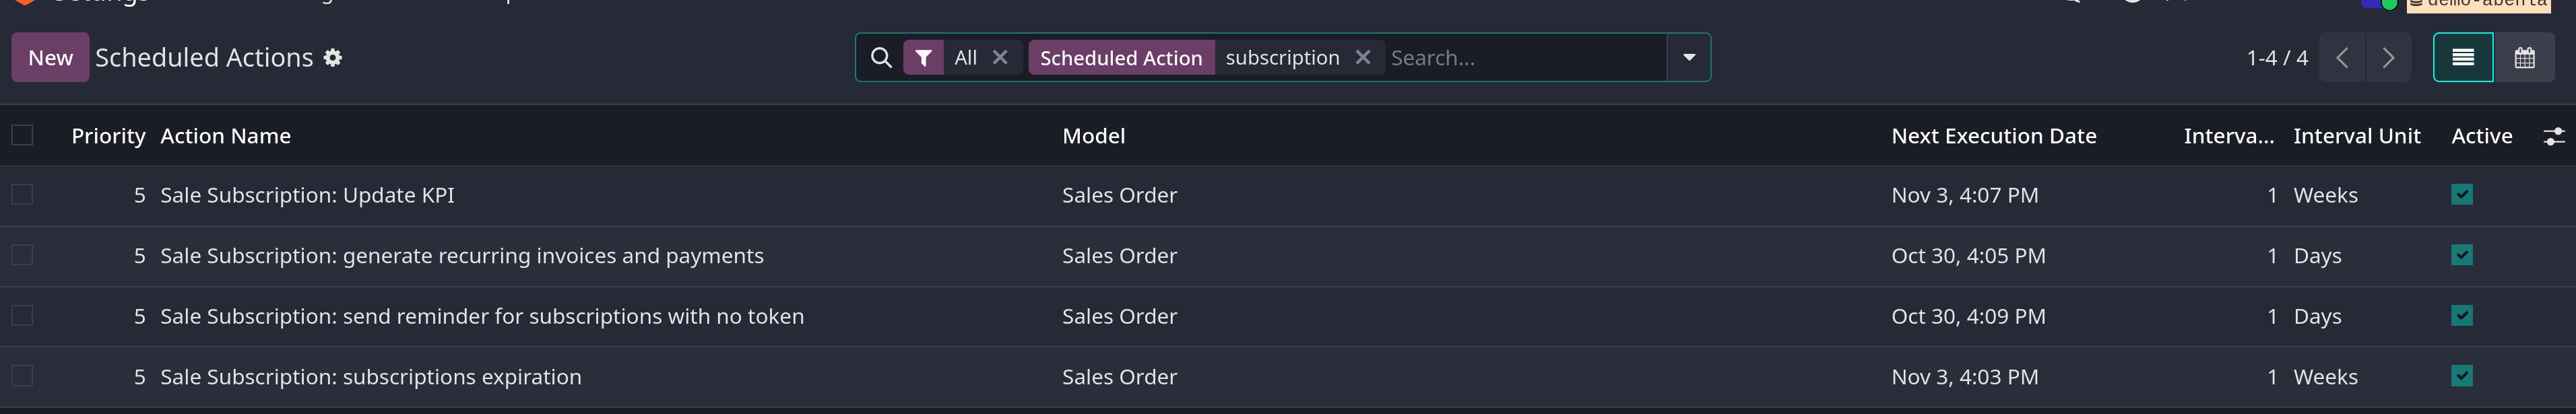 Settings
demo-abenta
New Scheduled Actions All Scheduled Action subscription Search... 1-4 / 4
Priority Action Name Model Next Execution Date Interva... Interval Unit Active
5 Sale Subscription: Update KPI Sales Order Nov 3, 4:07 PM 1 Weeks
5 Sale Subscription: generate recurring invoices and payments Sales Order Oct 30, 4:05 PM 1 Days
5 Sale Subscription: send reminder for subscriptions with no token Sales Order Oct 30, 4:09 PM 1 Days
5 Sale Subscription: subscriptions expiration Sales Order Nov 3, 4:03 PM 1 Weeks